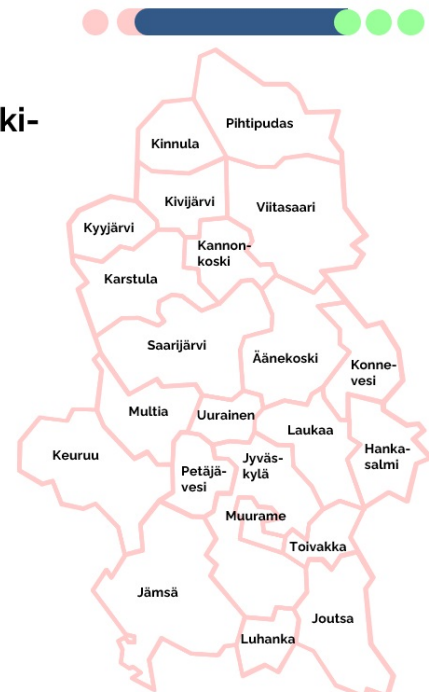 ki-
Pihtipudas
Kinnula
Kivijärvi
Viitasaari
Kyyjärvi
Kannon-
koski
Karstula
Saarijärvi
Äänekoski
Konne-
vesi
Multia
Uurainen
Laukaa
Keuruu
Petäjä-
vesi
Jyväs-
kylä
Hanka-
salmi
Muurame
Toivakka
Jämsä
Joutsa
Luhanka